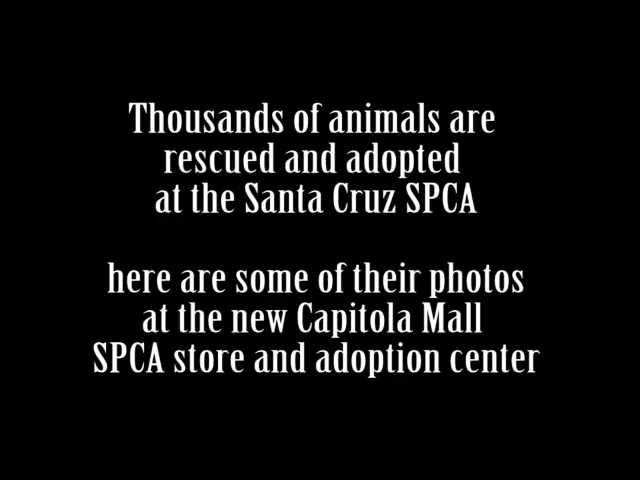 Thousands of animals are
rescued and adopted
at the Santa Cruz SPCA
here are some of their photos
at the new Capitola Mall
SPCA store and adoption center